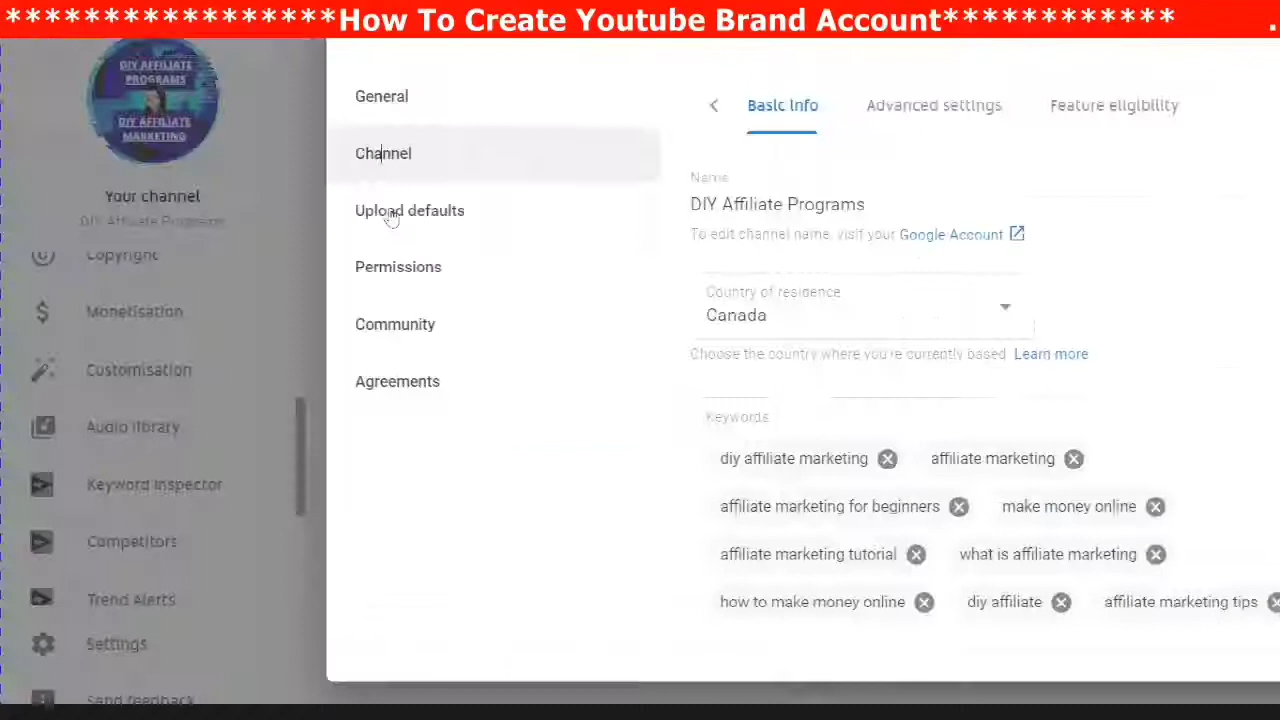 *****************How To Create Youtube Brand Account************ .
DIY AFFILIATE
PROGRAMS
DIY AFFILIATE
MARKETING
Your channel
DIY Affiliate Programs
Copyright
Monetisation
Customisation
Audio library
Keyword Inspector
Competitors
Trend Alerts
Settings
Send feedback
General
Channel
Upload defaults
Permissions
Community
Agreements
Basic info Advanced settings Feature eligibility
Name
DIY Affiliate Programs
To edit channel name, visit your Google Account
Country of residence
Canada
Choose the country where you're currently based Learn more
Keywords
diy affiliate marketing affiliate marketing
affiliate marketing for beginners make money online
affiliate marketing tutorial what is affiliate marketing
how to make money online diy affiliate affiliate marketing tips